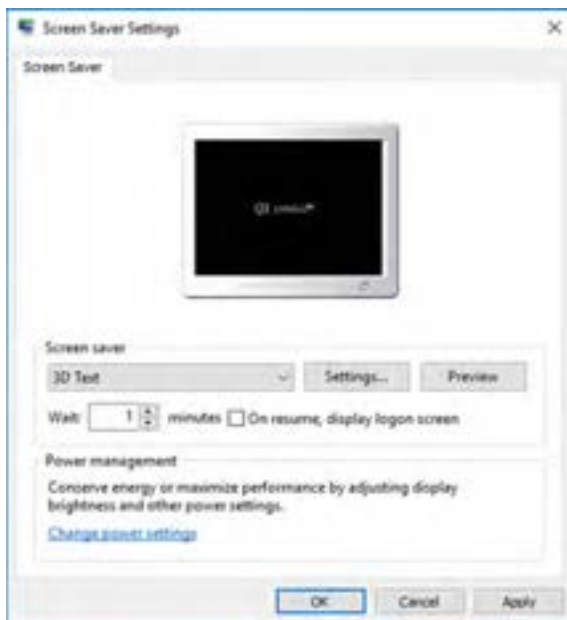 Screen Saver Settings
Screen Saver
Screen saver
3D Text
Settings...
Preview
Wait: 1 minutes On resume, display logon screen
Power management
Conserve energy or maximize performance by adjusting display
brightness and other power settings.
Change power settings
OK Cancel Apply